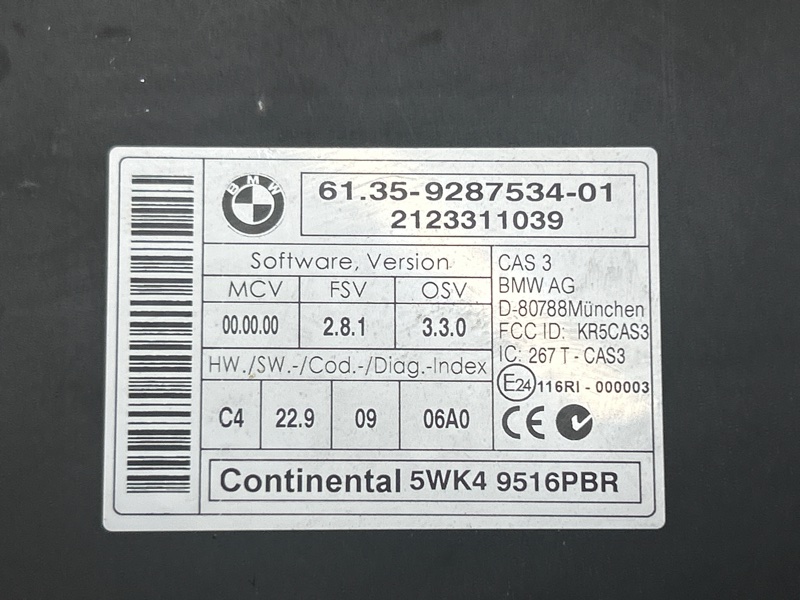 BMW
61.35-9287534-01
2123311039
Software, Version
MCV FSV OSV
00.00.00 2.8.1 3.3.0
HW./SW.-/Cod.-/Diag.-Index
C4 22.9 09 06A0
CAS 3
BMW AG
D-80788München
FCC ID: KR5CAS3
IC: 267 T - CAS3
E24 116RI - 000003
CE
Continental 5WK4 9516PBR